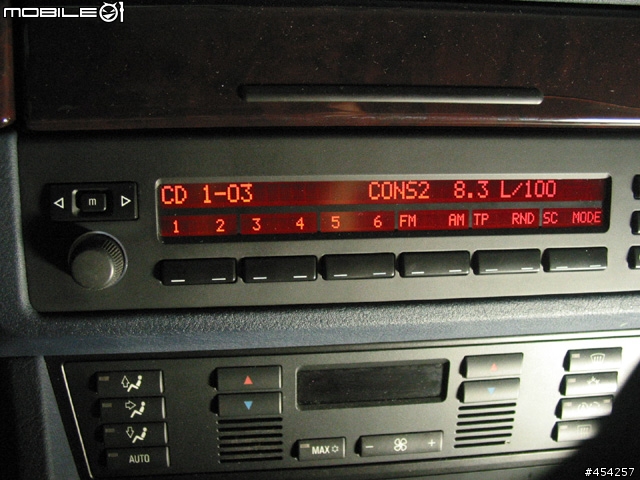 MOBILE01
CD 1-03 CONS2 8.3 L/100
1 2 3 4 5 6 FM AM TP RND SC MODE
m
AUTO
MAX
- +
#454257